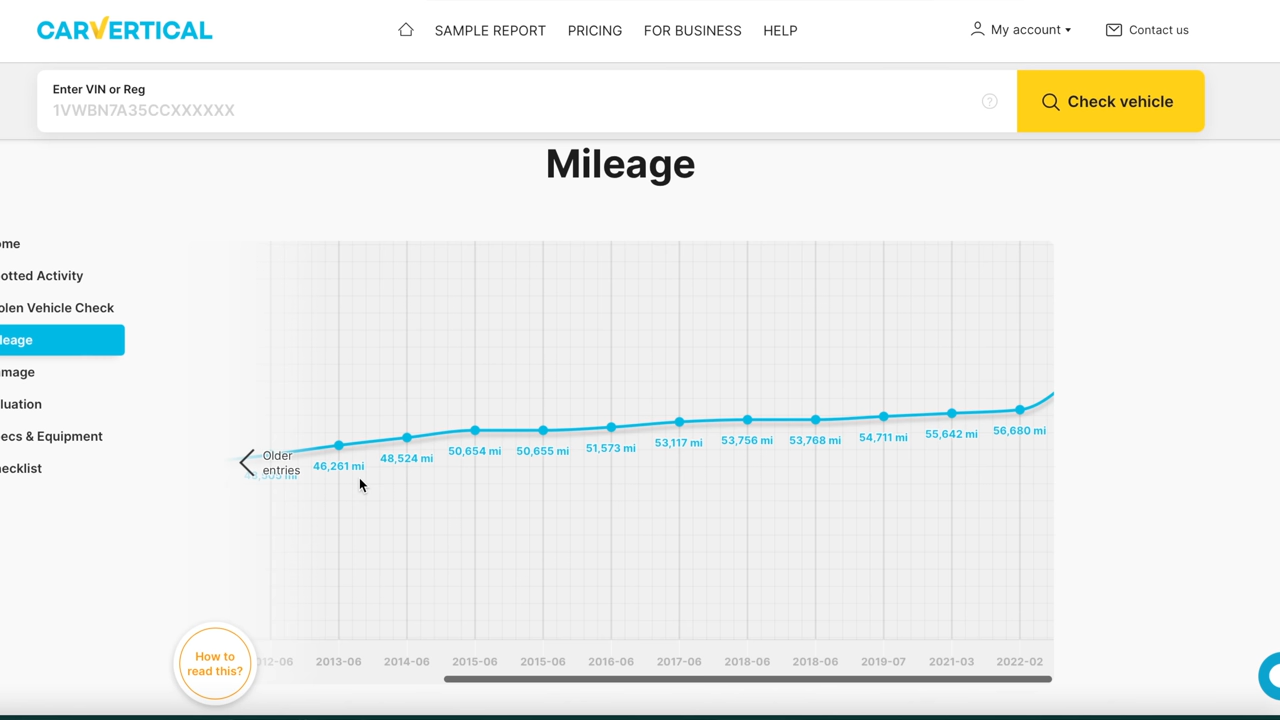 CARVERTICAL
SAMPLE REPORT
PRICING
FOR BUSINESS
HELP
My account
Contact us
Enter VIN or Reg
1VWBN7A35CCXXXXXX
?
Check vehicle
Mileage
ome
otted Activity
olen Vehicle Check
leage
mage
luation
ecs & Equipment
hecklist
Older
entries
46,261 mi
48,524 mi
50,654 mi
50,655 mi
51,573 mi
53,117 mi
53,756 mi
53,768 mi
54,711 mi
55,642 mi
56,680 mi
How to
read this?
012-06
2013-06
2014-06
2015-06
2015-06
2016-06
2017-06
2018-06
2018-06
2019-07
2021-03
2022-02